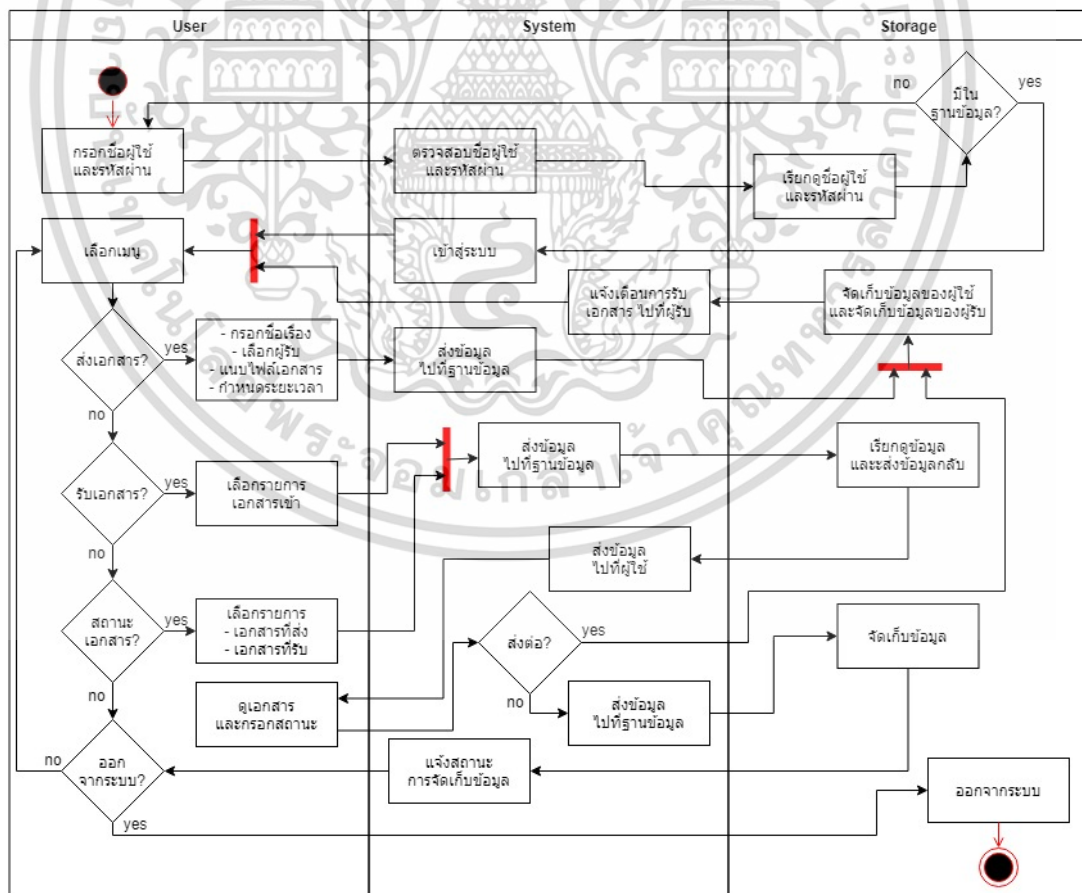 User
System
Storage
no
yes
มีใน
ฐานข้อมูล?
กรอกชื่อผู้ใช้
และรหัสผ่าน
ตรวจสอบชื่อผู้ใช้
และรหัสผ่าน
เรียกดูชื่อผู้ใช้
และรหัสผ่าน
เลือกเมนู
เข้าสู่ระบบ
แจ้งเตือนการรับ
เอกสาร ไปที่ผู้รับ
จัดเก็บข้อมูลของผู้ใช้
และจัดเก็บข้อมูลของผู้รับ
ส่งเอกสาร?
yes
- กรอกชื่อเรื่อง
- เลือกผู้รับ
- แนบไฟล์เอกสาร
- กำหนดระยะเวลา
ส่งข้อมูล
ไปที่ฐานข้อมูล
no
รับเอกสาร?
yes
เลือกรายการ
เอกสารเข้า
ส่งข้อมูล
ไปที่ฐานข้อมูล
เรียกดูข้อมูล
และส่งข้อมูลกลับ
no
ส่งข้อมูล
ไปที่ผู้ใช้
สถานะ
เอกสาร?
yes
เลือกรายการ
- เอกสารที่ส่ง
- เอกสารที่รับ
ส่งต่อ?
yes
จัดเก็บข้อมูล
no
ดูเอกสาร
และกรอกสถานะ
no
ส่งข้อมูล
ไปที่ฐานข้อมูล
no
ออก
จากระบบ?
แจ้งสถานะ
การจัดเก็บข้อมูล
ออกจากระบบ
yes
พระจอมเกล้าเจ้าคุณทหาร